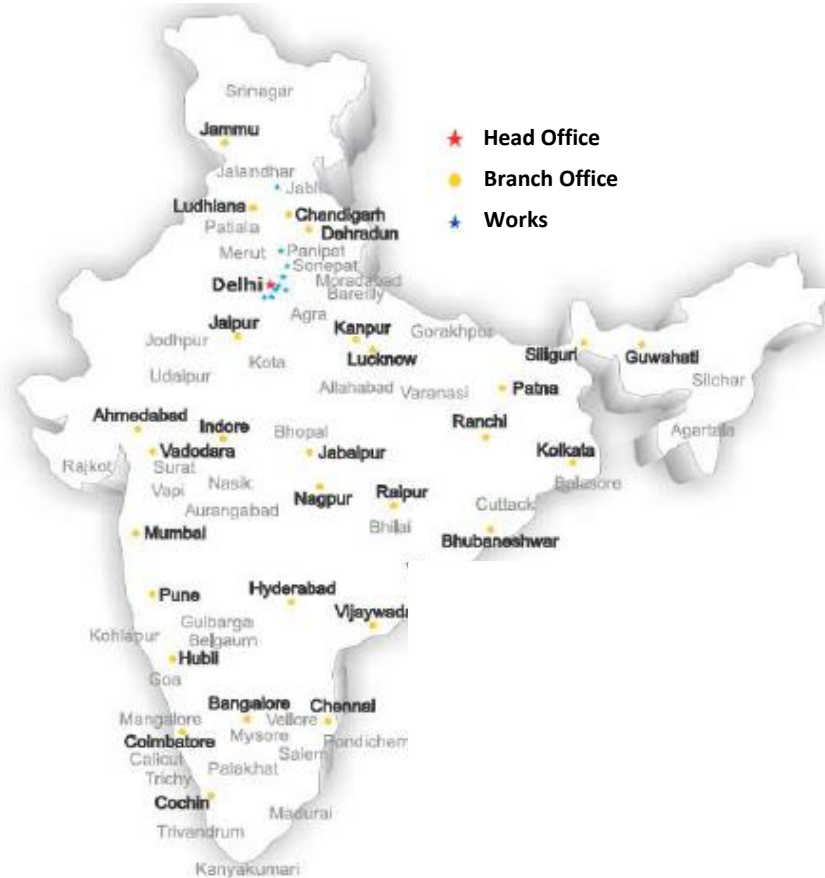 Srinagar
Jammu
★ Head Office
Jalandhar
● Branch Office
Ludhiana
Chandigarh
Patiala
★ Works
Dehradun
Merut
Panipat
Sonepat
Delhi
Moradabad
Bareilly
Agra
Jaipur
Kanpur
Gorakhpor
Jodhpur
Lucknow
Siliguri
Guwahati
Kota
Udaipur
Silchar
Allahabad
Varanasi
Patna
Ahmedabad
Indore
Bhopal
Ranchi
Agartala
Vadodara
Jabalpur
Kolkata
Rajkot
Surat
Nasik
Balasore
Vapi
Nagpur
Raipur
Aurangabad
Cuttack
Bhilai
Mumbai
Bhubaneshwar
Hyderabad
Pune
Vijaywada
Gulbarga
Kohlapur
Belgaum
Hubli
Goa
Bangalore
Chennai
Mangalore
Vellore
Coimbatore
Mysore
Pondicherr
Calicut
Salem
Palakhat
Trichy
Cochin
Madurai
Trivandrum
Kanyakumari